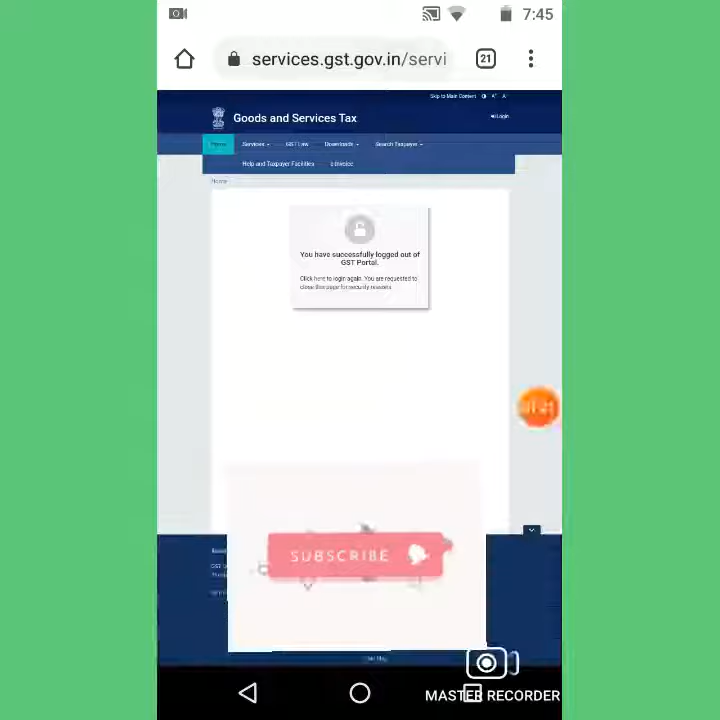 7:45
services.gst.gov.in/servi
21
Skip to Main Content A⁺ A⁻
Goods and Services Tax
Login
Home Services GST Law Downloads Search Taxpayer
Help and Taxpayer Facilities e-Invoice
Home
You have successfully logged out of
GST Portal.
Click here to login again. You are requested to
close this page for security reasons
SUBSCRIBE
MASTER RECORDER